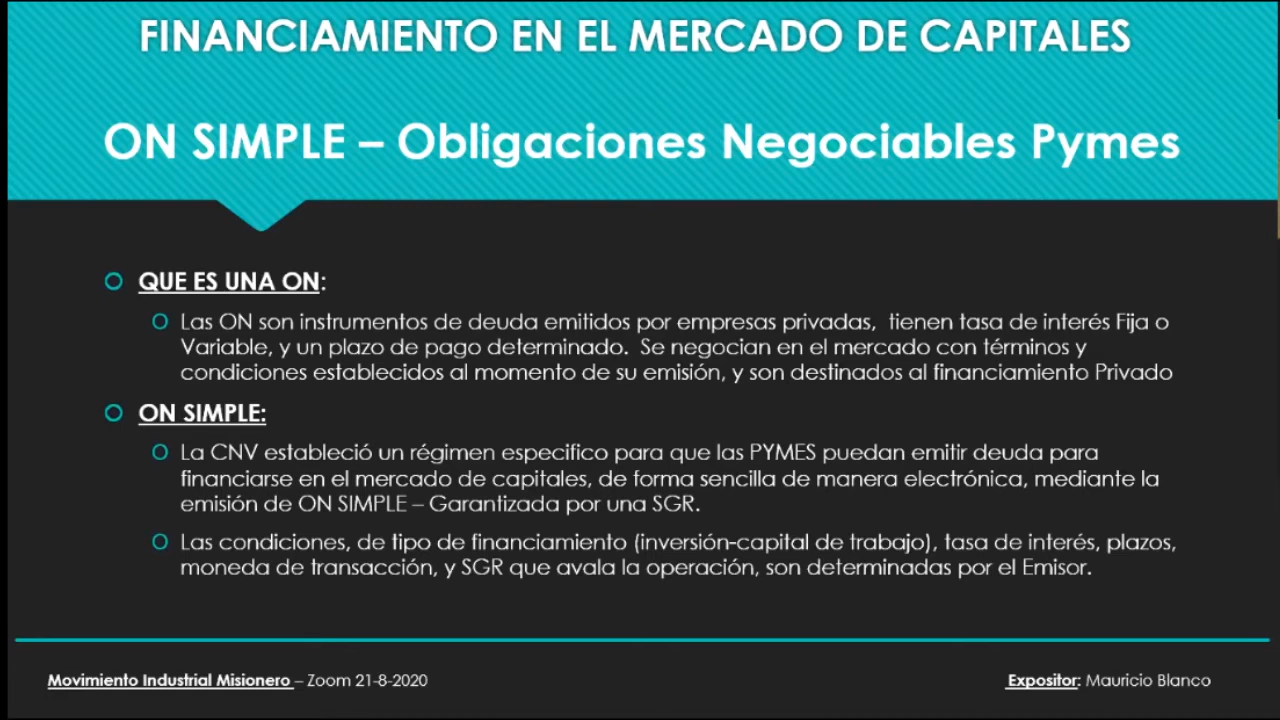 FINANCIAMIENTO EN EL MERCADO DE CAPITALES
ON SIMPLE – Obligaciones Negociables Pymes
QUE ES UNA ON:
Las ON son instrumentos de deuda emitidos por empresas privadas, tienen tasa de interés Fija o
Variable, y un plazo de pago determinado. Se negocian en el mercado con términos y
condiciones establecidos al momento de su emisión, y son destinados al financiamiento Privado
ON SIMPLE:
La CNV estableció un régimen especifico para que las PYMES puedan emitir deuda para
financiarse en el mercado de capitales, de forma sencilla de manera electrónica, mediante la
emisión de ON SIMPLE – Garantizada por una SGR.
Las condiciones, de tipo de financiamiento (inversión-capital de trabajo), tasa de interés, plazos,
moneda de transacción, y SGR que avala la operación, son determinadas por el Emisor.
Movimiento Industrial Misionero – Zoom 21-8-2020
Expositor: Mauricio Blanco